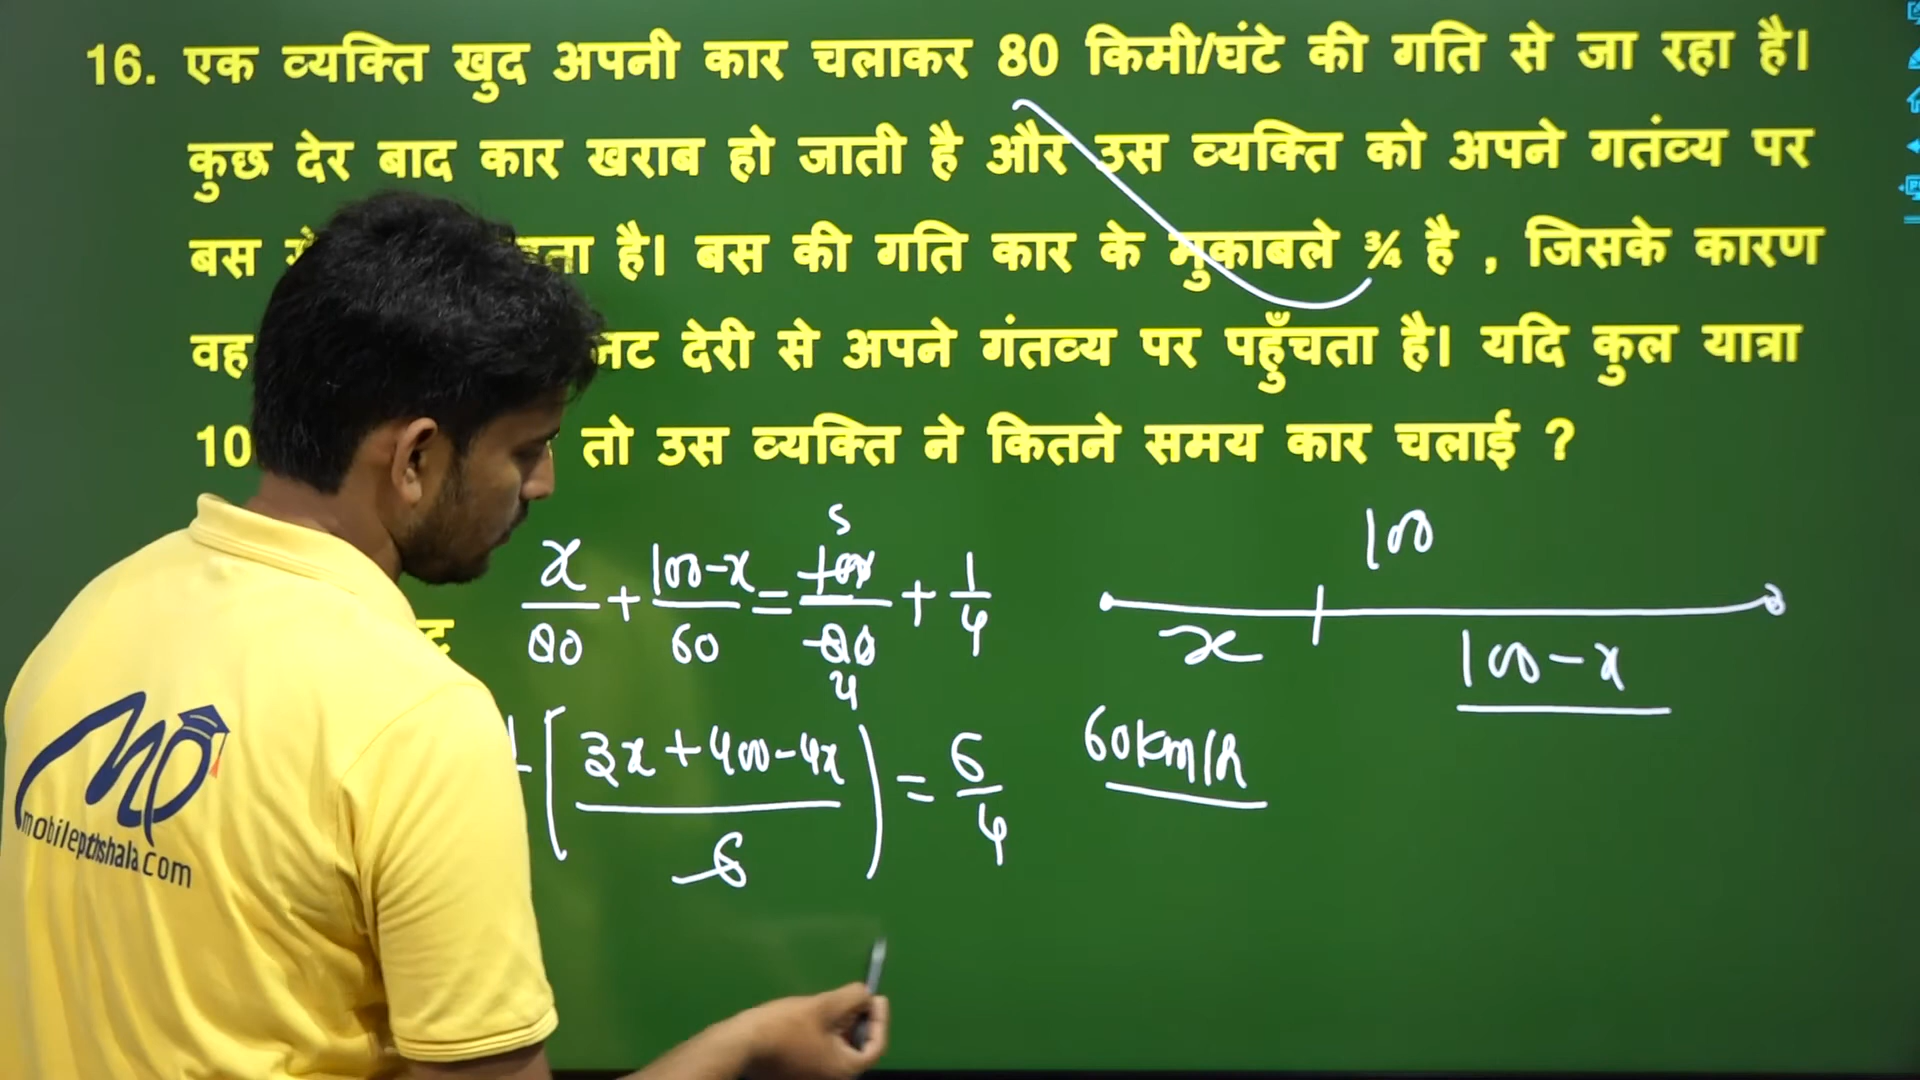 16. एक व्यक्ति खुद अपनी कार चलाकर 80 किमी/घंटे की गति से जा रहा है।
कुछ देर बाद कार खराब हो जाती है और उस व्यक्ति को अपने गतंव्य पर
बस है। बस की गति कार के मुकाबले ¾ है , जिसके कारण
वह देरी से अपने गंतव्य पर पहुँचता है। यदि कुल यात्रा
10 तो उस व्यक्ति ने कितने समय कार चलाई ?
x/80 + 100-x/60 = 100/80 + 1/4
5
4
[3x+400-4x/6) = 6/4
100
x
100-x
60km/h
mobilepathshala.com